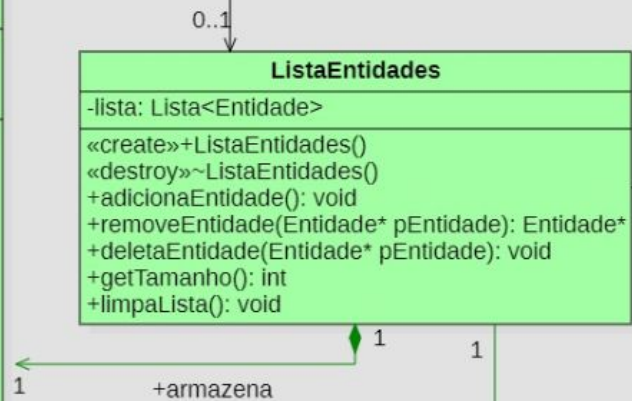 0..1
ListaEntidades
-lista: Lista<Entidade>
«create»+ListaEntidades()
«destroy»~ListaEntidades()
+adicionaEntidade(): void
+removeEntidade(Entidade* pEntidade): Entidade*
+deletaEntidade(Entidade* pEntidade): void
+getTamanho(): int
+limpaLista(): void
1
1
1
+armazena